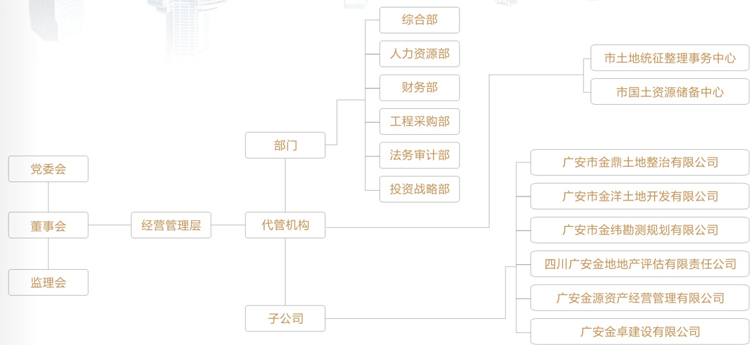 党委会
董事会
监理会
经营管理层
部门
代管机构
子公司
综合部
人力资源部
财务部
工程采购部
法务审计部
投资战略部
市土地统征整理事务中心
市国土资源储备中心
广安市金鼎土地整治有限公司
广安市金洋土地开发有限公司
广安市金纬勘测规划有限公司
四川广安金地地产评估有限责任公司
广安金源资产经营管理有限公司
广安金卓建设有限公司